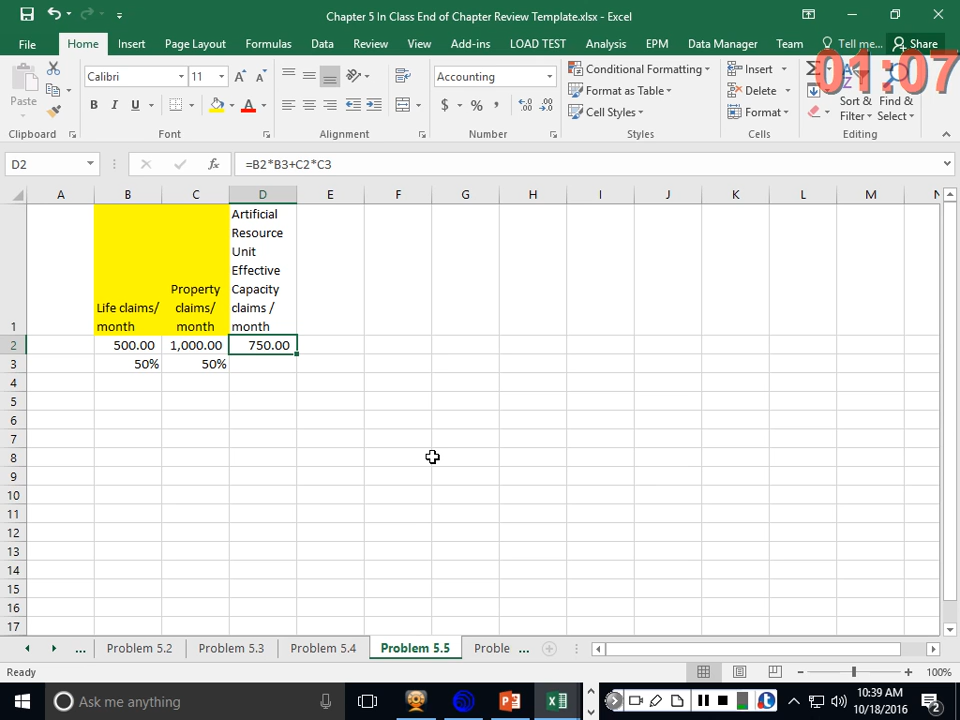 Chapter 5 In Class End of Chapter Review Template.xlsx - Excel
File Home Insert Page Layout Formulas Data Review View Add-ins LOAD TEST Analysis EPM Data Manager Team Tell me... Share
01:07
Paste
Calibri 11
B I U
Accounting
$ % ,
Conditional Formatting
Format as Table
Cell Styles
Insert
Delete
Format
Sort & Filter
Find & Select
Clipboard Font Alignment Number Styles Cells Editing
D2 fx =B2*B3+C2*C3
A B C D E F G H I J K L M N
1
Life claims/
month
Property
claims/
month
Artificial
Resource
Unit
Effective
Capacity
claims /
month
2 500.00 1,000.00 750.00
3 50% 50%
4
5
6
7
8
9
10
11
12
13
14
15
16
17
... Problem 5.2 Problem 5.3 Problem 5.4 Problem 5.5 Proble ...
Ready 100%
Ask me anything
10:39 AM
10/18/2016
2